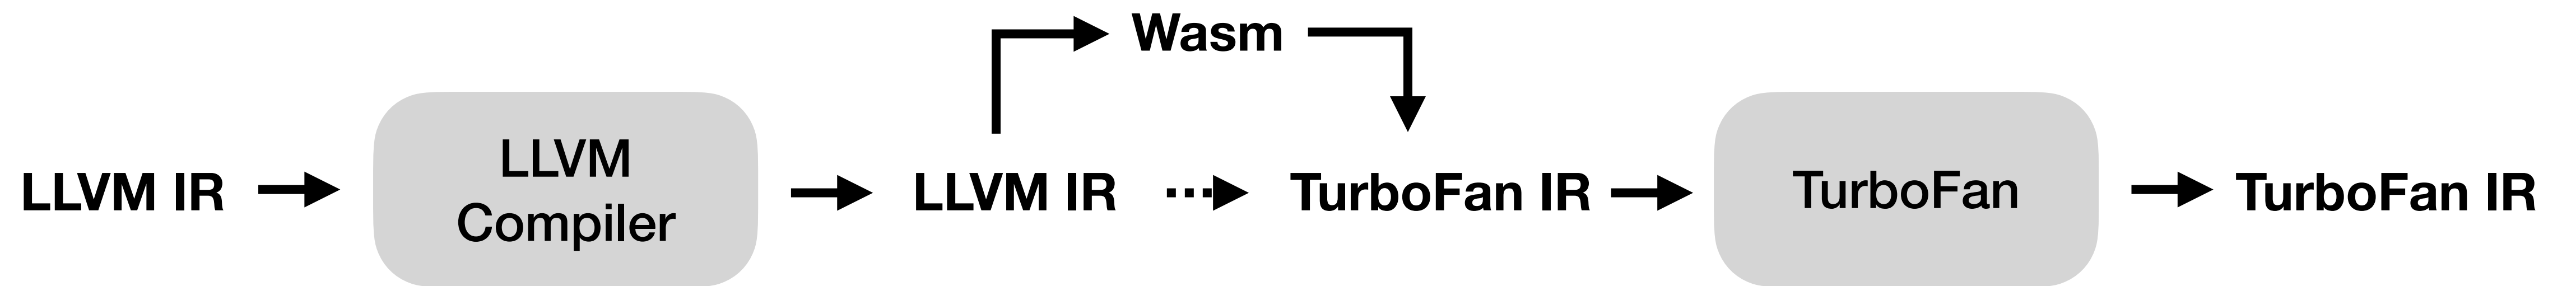 Wasm
LLVM IR
LLVM
Compiler
LLVM IR
TurboFan IR
TurboFan
TurboFan IR